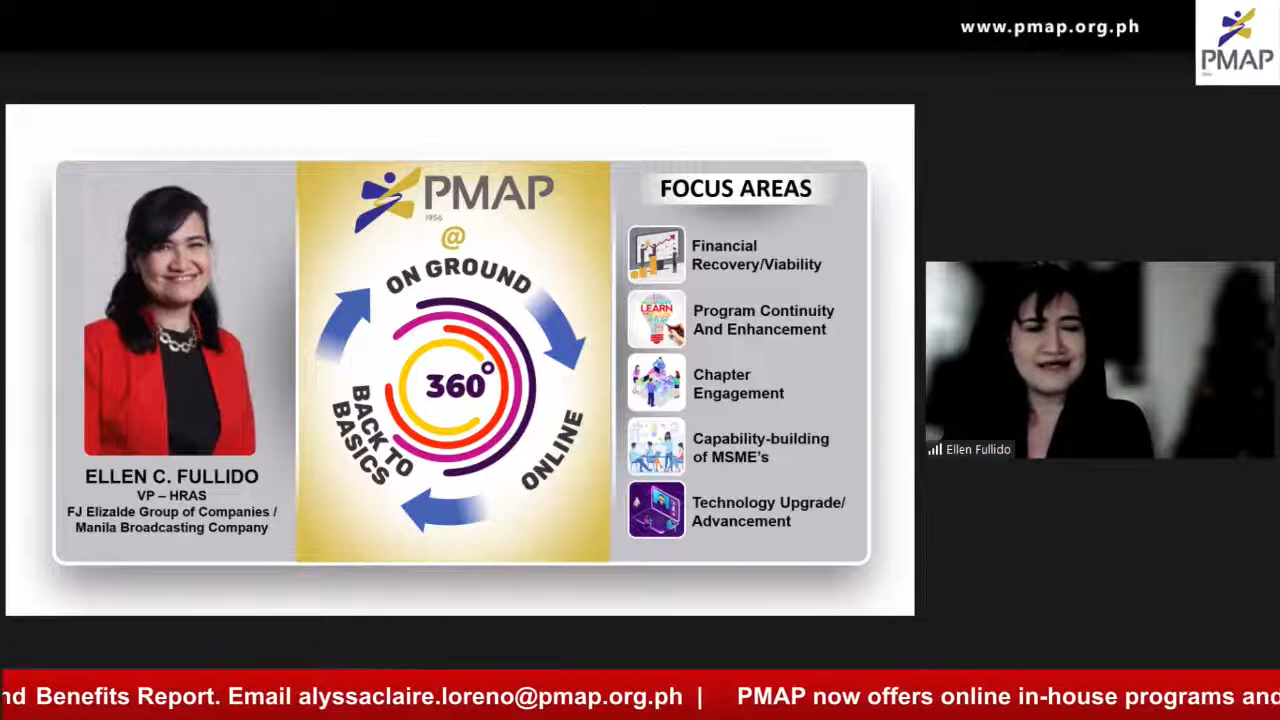 www.pmap.org.ph
PMAP
PMAP
1956
@
ON GROUND
360°
ONLINE
BACK TO
BASICS
ELLEN C. FULLIDO
VP – HRAS
FJ Elizalde Group of Companies /
Manila Broadcasting Company
FOCUS AREAS
Financial
Recovery/Viability
LEARN
Program Continuity
And Enhancement
Chapter
Engagement
Capability-building
of MSME's
Technology Upgrade/
Advancement
Ellen Fullido
nd Benefits Report. Email alyssaclaire.loreno@pmap.org.ph | PMAP now offers online in-house programs and